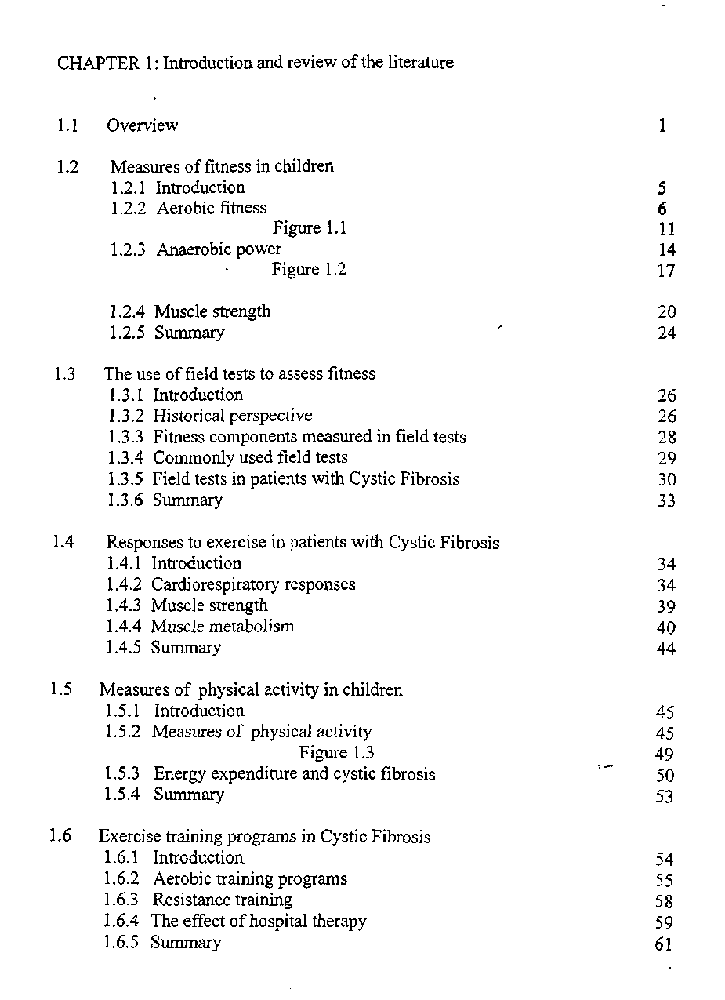 CHAPTER 1: Introduction and review of the literature
1.1 Overview 1
1.2 Measures of fitness in children
1.2.1 Introduction 5
1.2.2 Aerobic fitness 6
Figure 1.1 11
1.2.3 Anaerobic power 14
Figure 1.2 17
1.2.4 Muscle strength 20
1.2.5 Summary 24
1.3 The use of field tests to assess fitness
1.3.1 Introduction 26
1.3.2 Historical perspective 26
1.3.3 Fitness components measured in field tests 28
1.3.4 Commonly used field tests 29
1.3.5 Field tests in patients with Cystic Fibrosis 30
1.3.6 Summary 33
1.4 Responses to exercise in patients with Cystic Fibrosis
1.4.1 Introduction 34
1.4.2 Cardiorespiratory responses 34
1.4.3 Muscle strength 39
1.4.4 Muscle metabolism 40
1.4.5 Summary 44
1.5 Measures of physical activity in children
1.5.1 Introduction 45
1.5.2 Measures of physical activity 45
Figure 1.3 49
1.5.3 Energy expenditure and cystic fibrosis 50
1.5.4 Summary 53
1.6 Exercise training programs in Cystic Fibrosis
1.6.1 Introduction 54
1.6.2 Aerobic training programs 55
1.6.3 Resistance training 58
1.6.4 The effect of hospital therapy 59
1.6.5 Summary 61